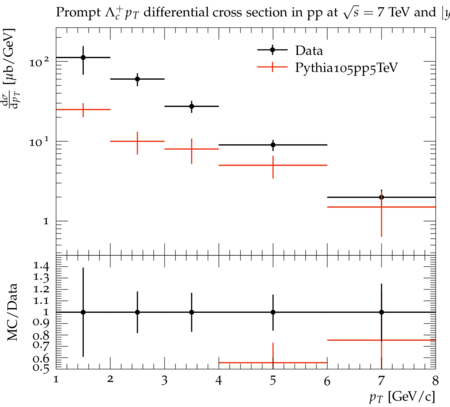 Prompt Λc+ pT differential cross section in pp at √s = 7 TeV and |y
dσ/dpT [μb/GeV]
Data
Pythia105pp5TeV
10²
10¹
1
MC/Data
1.4
1.3
1.2
1.1
1
0.9
0.8
0.7
0.6
0.5
1 2 3 4 5 6 7 8
pT [GeV/c]